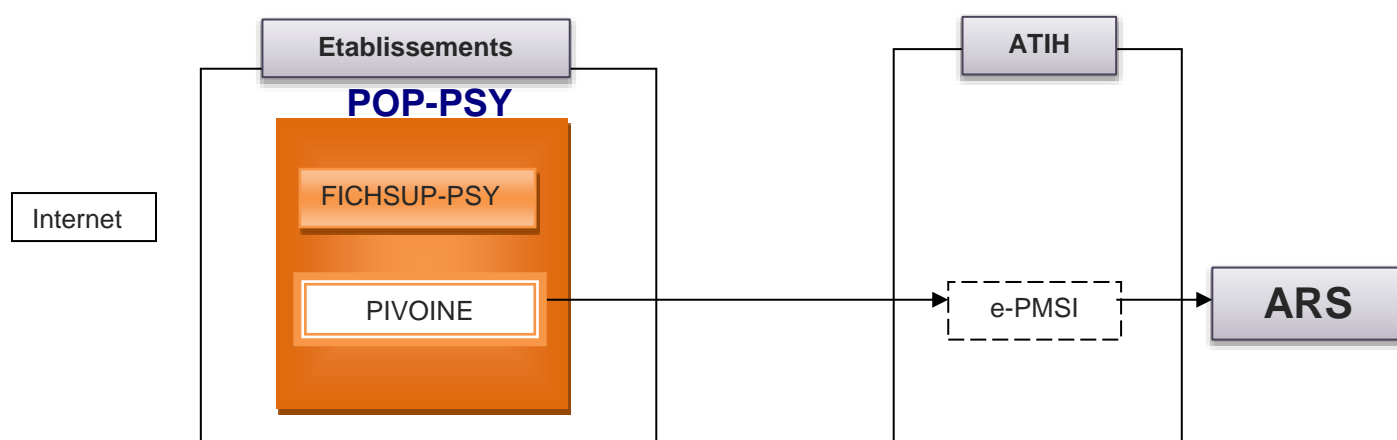 Etablissements
ATIH
POP-PSY
FICHSUP-PSY
Internet
PIVOINE
e-PMSI
ARS